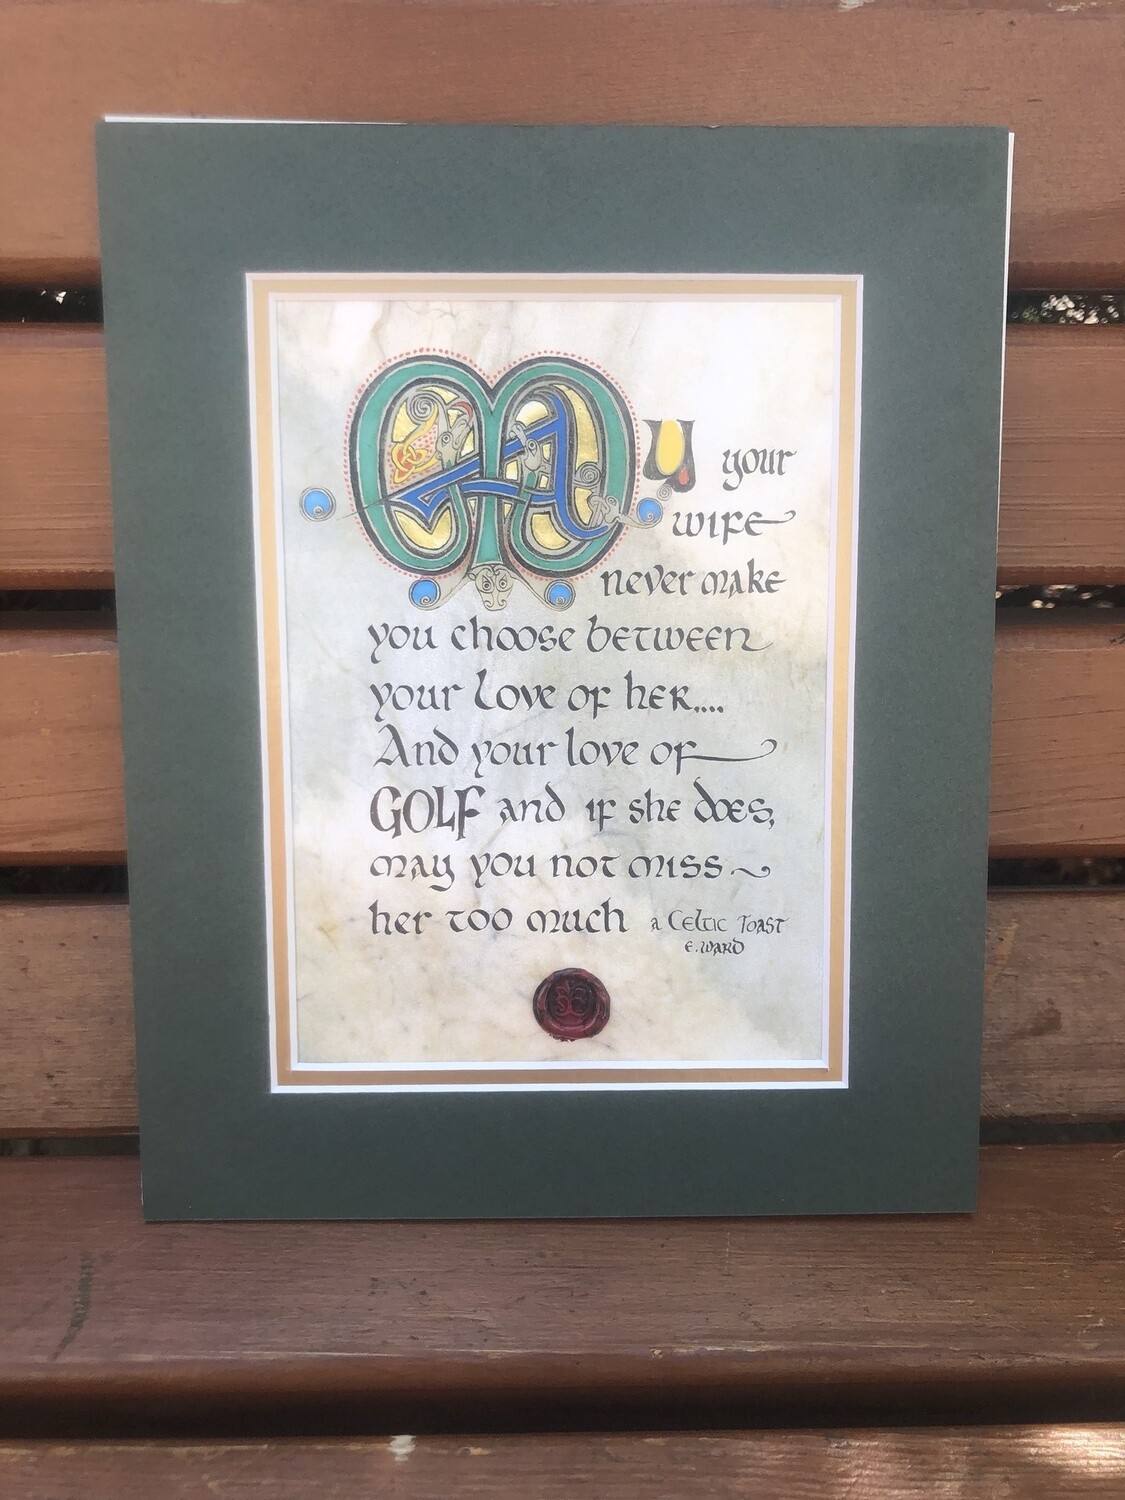 MAy your
wife
never make
you choose between
your Love of her....
And your love of
GOLF and if she does,
may you not miss ~
her too much a Celtic Toast
E. WARD